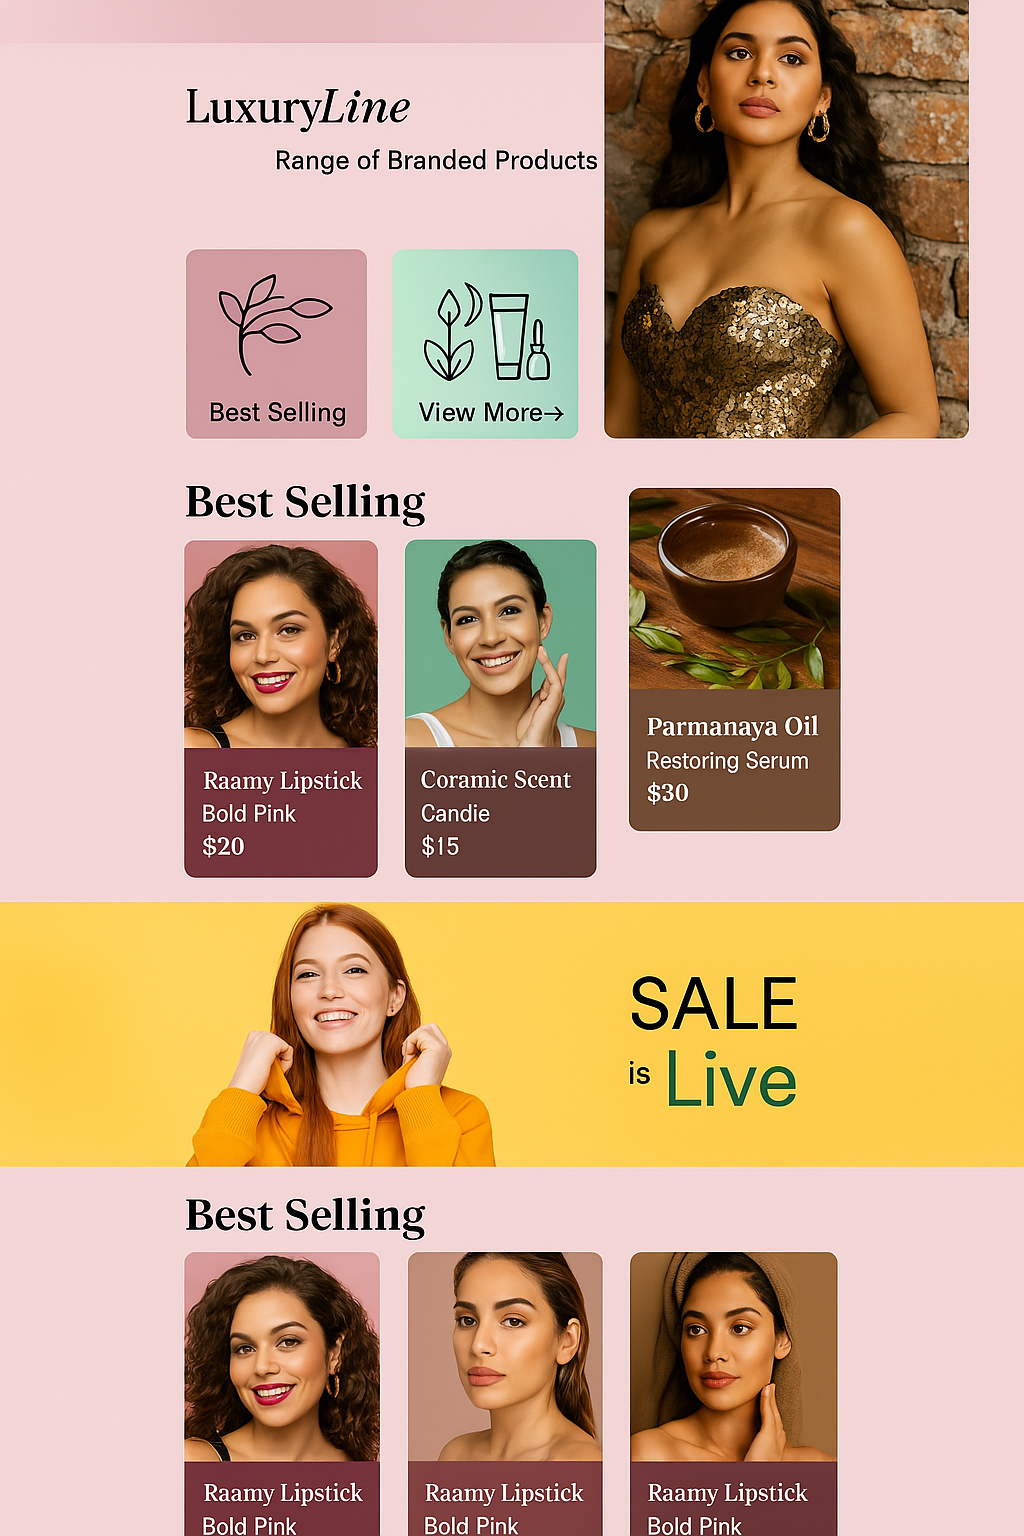 LuxuryLine
Range of Branded Products
Best Selling
View More→
Best Selling
Raamy Lipstick
Bold Pink
$20
Coramic Scent
Candie
$15
Parmanaya Oil
Restoring Serum
$30
SALE
is Live
Best Selling
Raamy Lipstick
Bold Pink
Raamy Lipstick
Bold Pink
Raamy Lipstick
Bold Pink